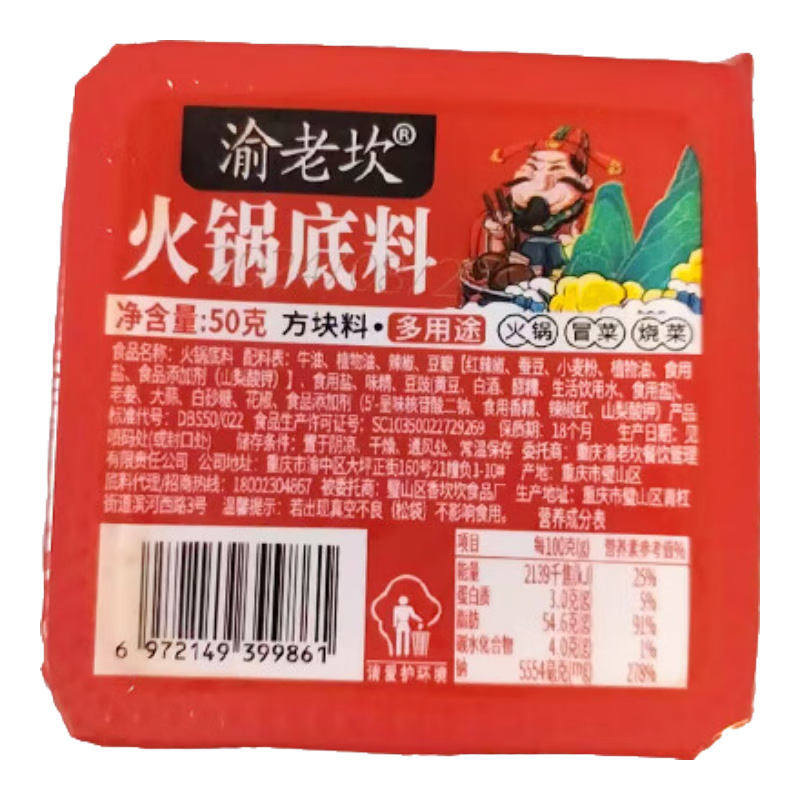 渝老坎®
火锅底料
净含量:50克 方块料·多用途 火锅 冒菜 烧菜
食品名称：火锅底料 配料表：牛油、植物油、辣椒、豆瓣【红辣椒、蚕豆、小麦粉、植物油、食用
盐、食品添加剂（山梨酸钾）】、食用盐、味精、豆豉(黄豆、白酒、醪糟、生活饮用水、食用盐)、
老姜、大蒜、白砂糖、花椒、食品添加剂（5'-呈味核苷酸二钠、食用香精、辣椒红、山梨酸钾）产品
标准代号：DBS50/022 食品生产许可证号：SC10350022729269 保质期：18个月 生产日期：见
喷码处(或封口处) 储存条件：置于阴凉、干燥、通风处、常温保存 委托商：重庆渝老坎餐饮管理
有限责任公司 公司地址：重庆市渝中区大坪正街160号21幢负1-10# 产地：重庆市璧山区
底料代理/招商热线：18002304867 被委托商：璧山区香坎坎食品厂 生产地址：重庆市璧山区青杠
街道滨河西路3号 温馨提示：若出现真空不良（松袋）不影响食用。
营养成分表
项目 每100克(g) 营养素参考值%
能量 2139千焦(kJ) 25%
蛋白质 3.0克(g) 5%
脂肪 54.6克(g) 91%
碳水化合物 4.0克(g) 1%
钠 5554毫克(mg) 278%
6 972149 399861
请爱护环境